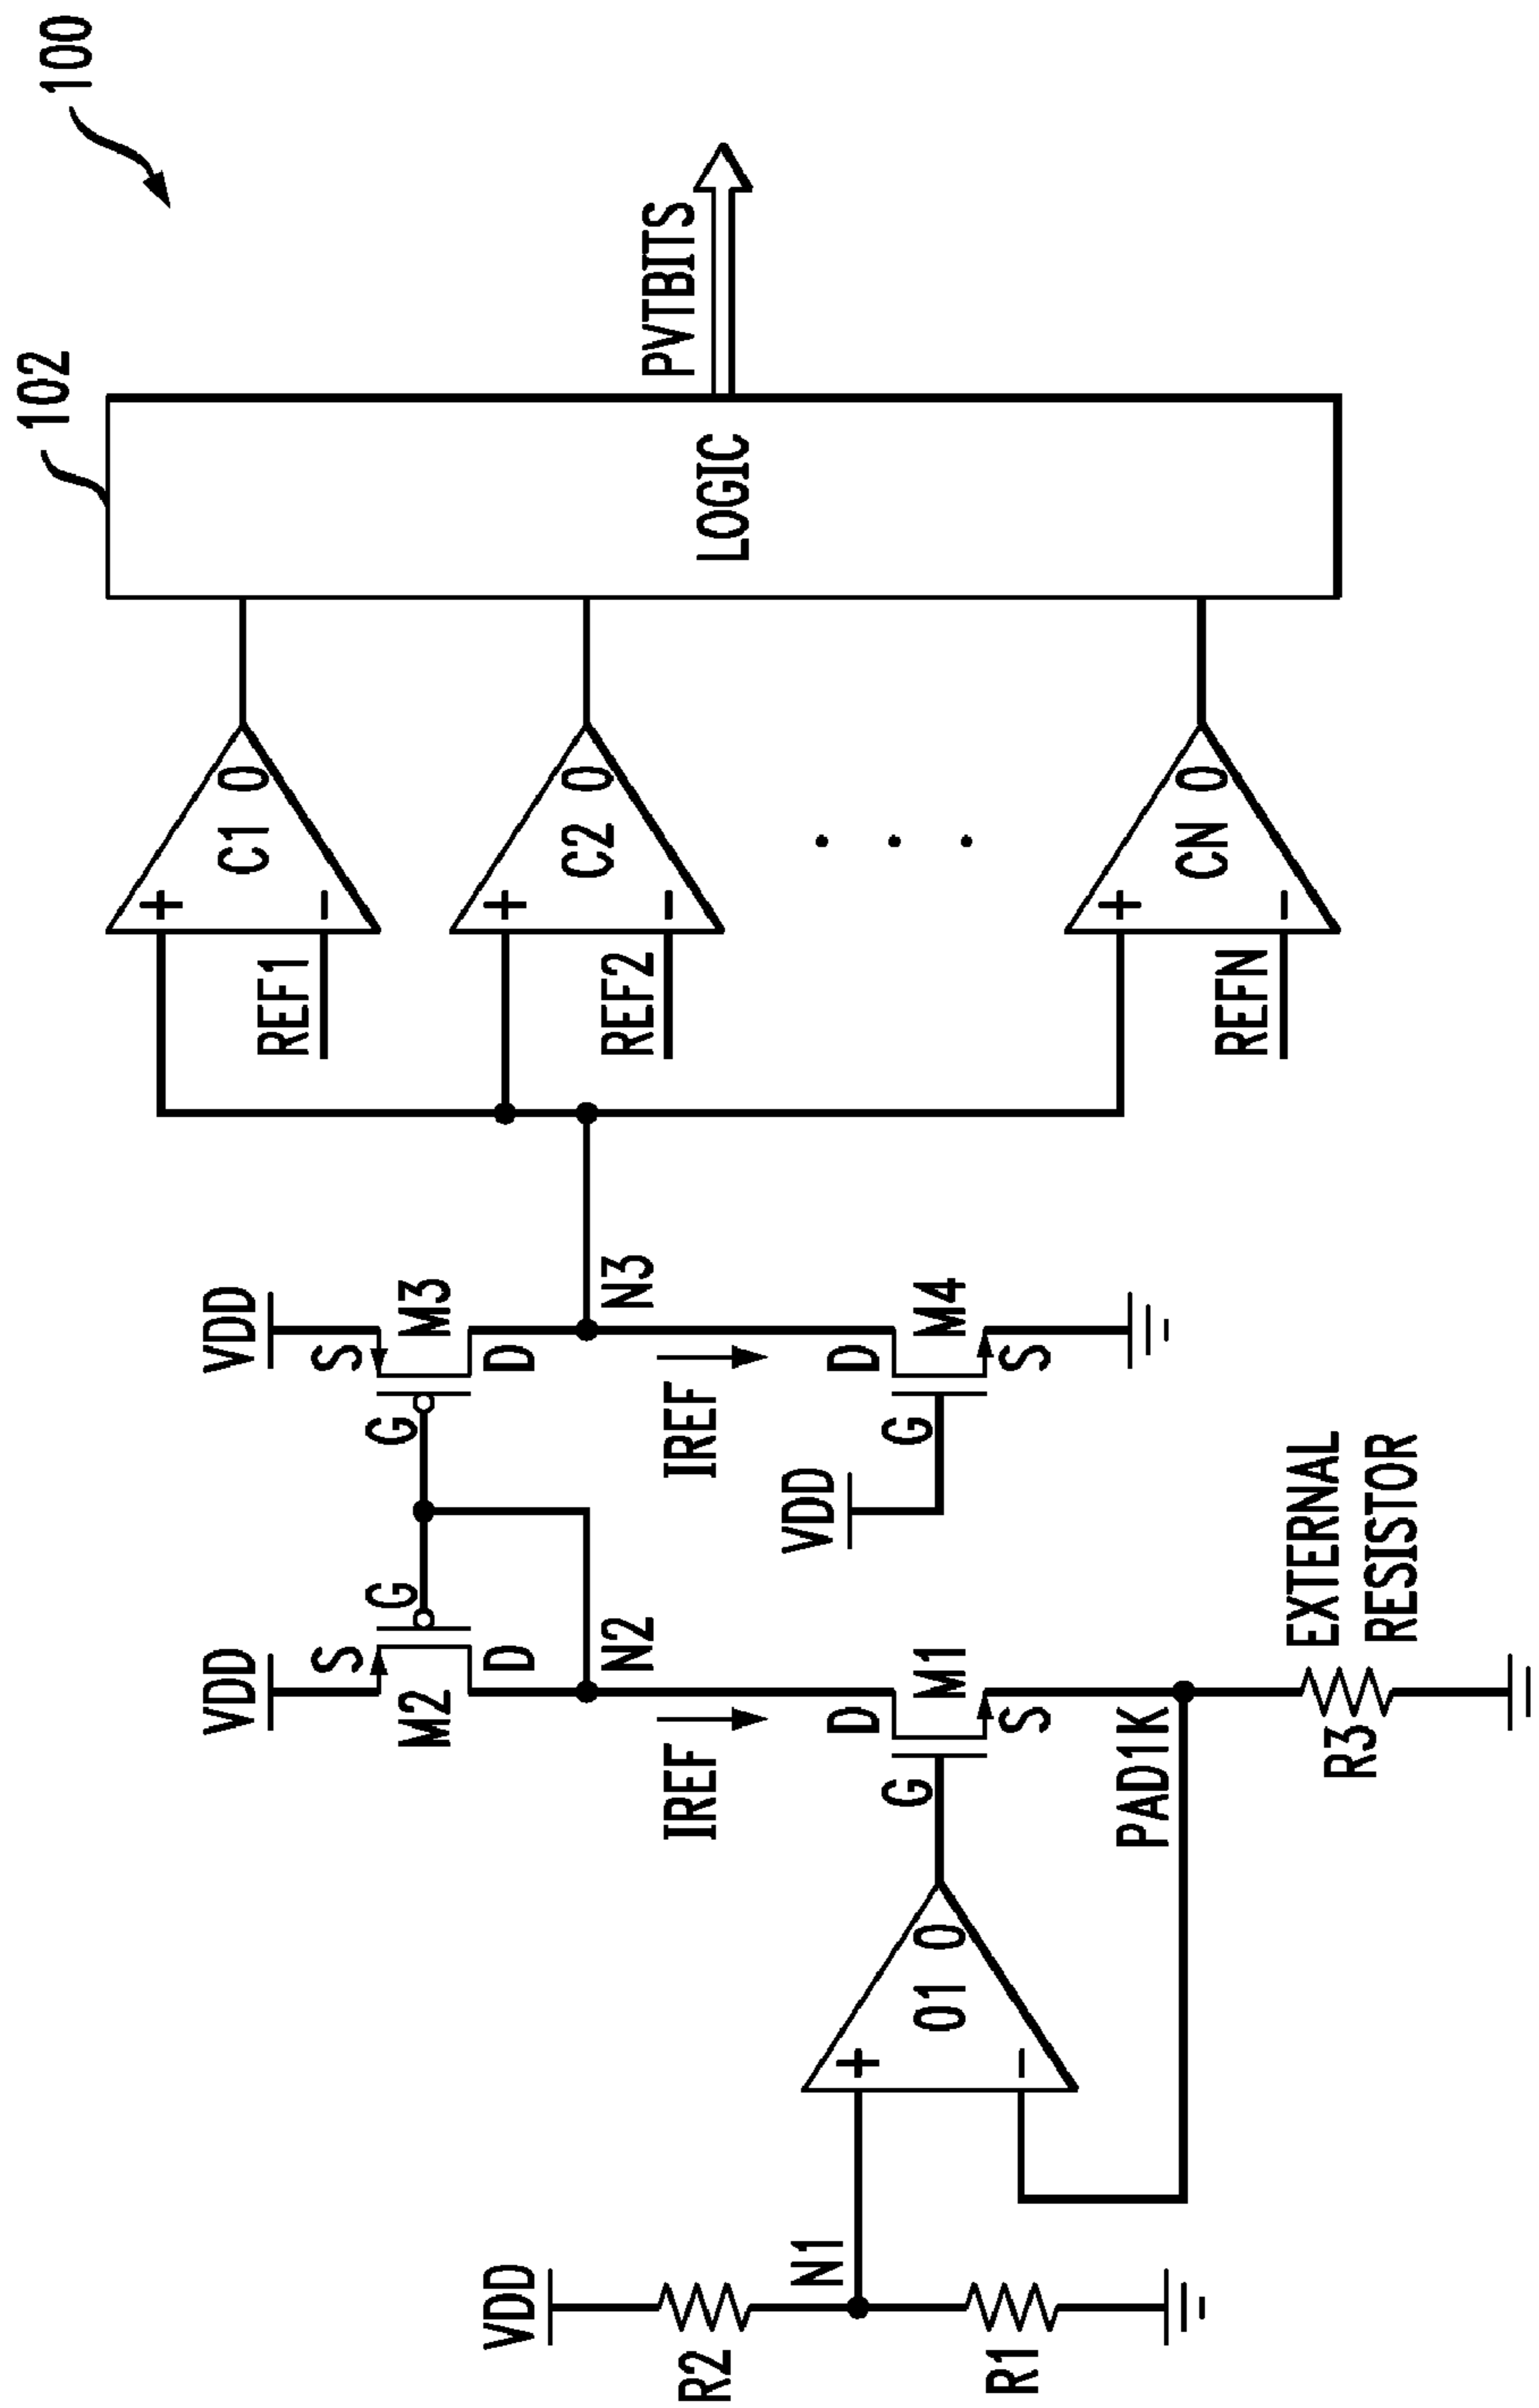 100
102
VDD
VDD
S
M2
G
D
N2
G
S
M3
D
N3
IREF
IREF
VDD
R2
N1
R1
+
-
O1 O
G
D
M1
S
PAD1K
R3
EXTERNAL
RESISTOR
VDD
G
D
M4
S
VDD
+
-
C1 O
REF1
+
-
C2 O
REF2
. . .
+
-
CN O
REFN
LOGIC
PVTBITS